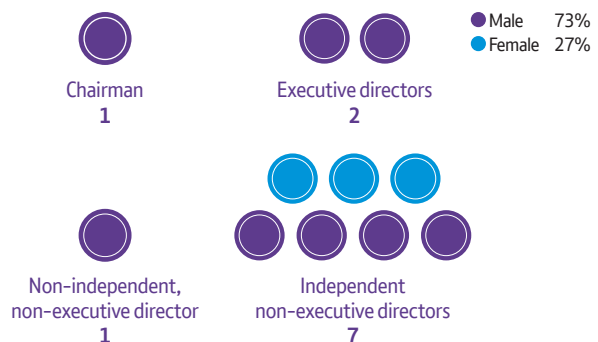 Male 73%
Female 27%
Chairman
1
Executive directors
2
Non-independent,
non-executive director
1
Independent
non-executive directors
7